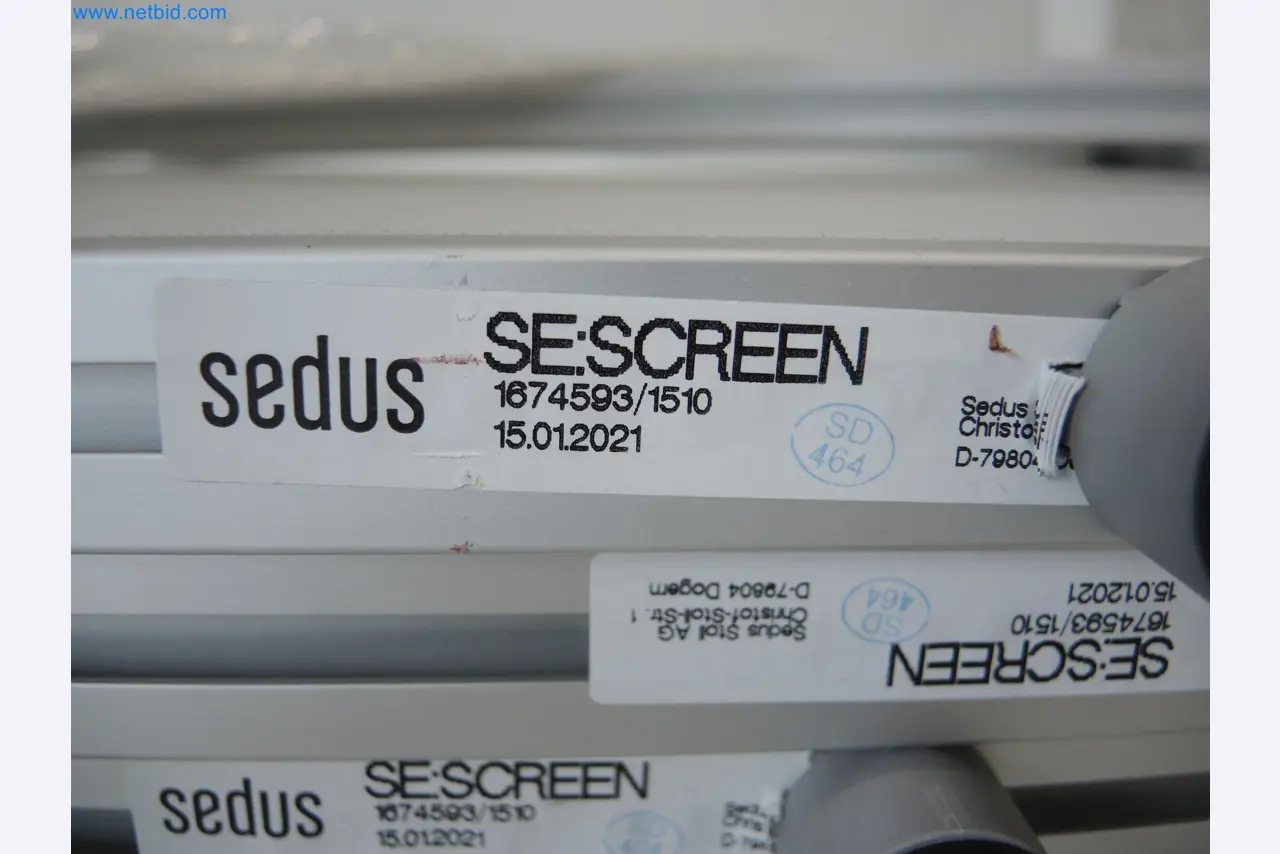 www.netbid.com
sedus
SE:SCREEN
1674593/1510
15.01.2021
SD
464
Sedus
D-79804
SE:SCREEN
1674593/1510
15.01.2021
SD
464
Sedus Stoll AG
Christof-Stoll-Str. 1
D-79804 Dogern
sedus
SE:SCREEN
1674593/1510
15.01.2021
SD